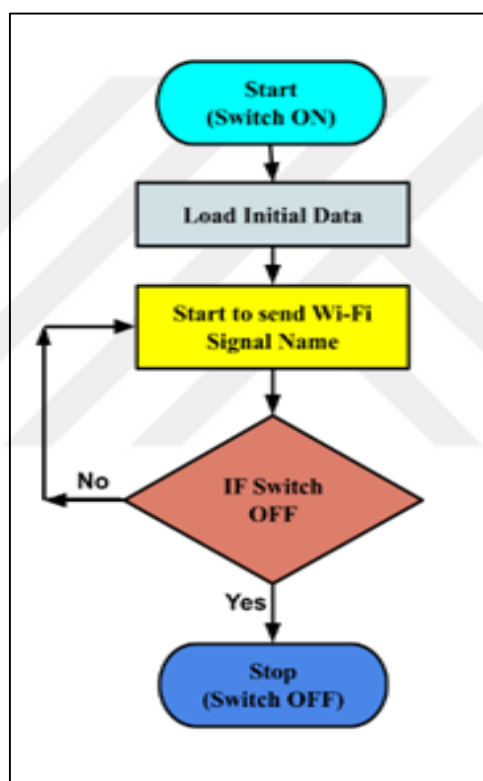 Start
(Switch ON)
Load Initial Data
Start to send Wi-Fi
Signal Name
IF Switch
OFF
No
Yes
Stop
(Switch OFF)